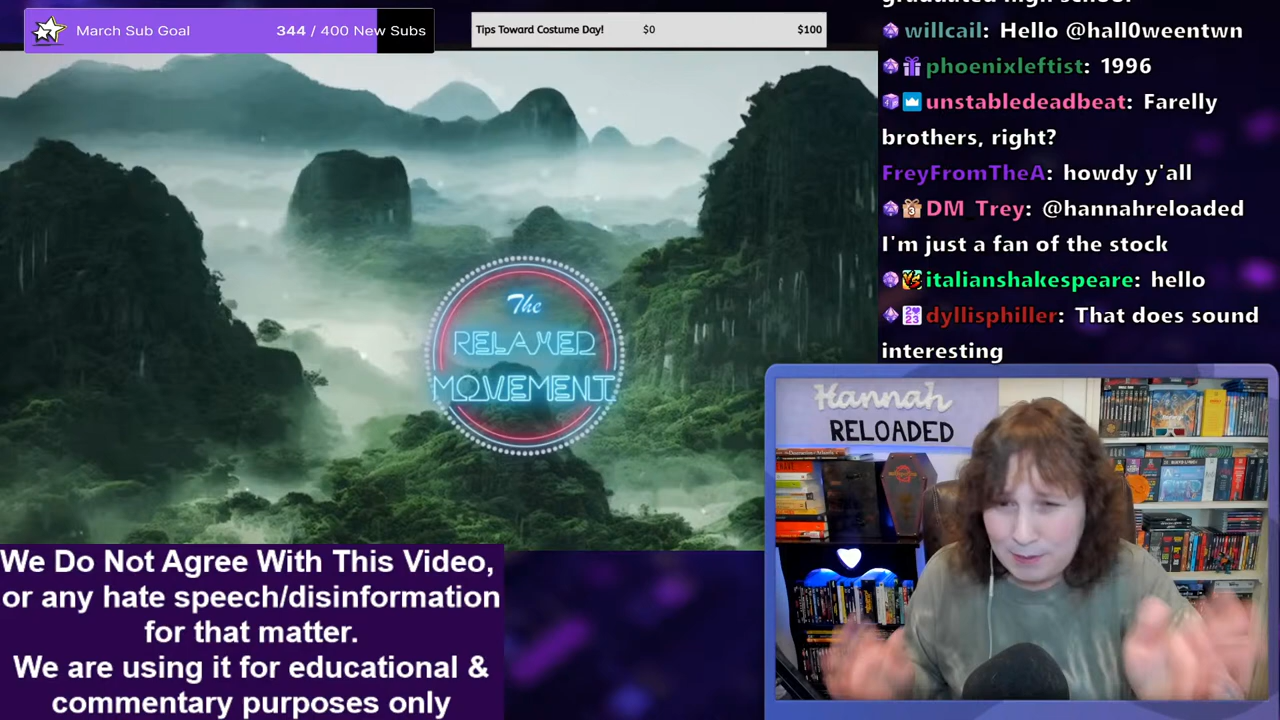 March Sub Goal 344 / 400 New Subs
Tips Toward Costume Day! $0 $100
willcail: Hello @hall0weentwn
phoenixleftist: 1996
unstabledeadbeat: Farelly
brothers, right?
FreyFromTheA: howdy y'all
DM_Trey: @hannahreloaded
I'm just a fan of the stock
italianshakespeare: hello
dyllisphiller: That does sound
interesting
The
RELAXED
MOVEMENT
Hannah
RELOADED
We Do Not Agree With This Video,
or any hate speech/disinformation
for that matter.
We are using it for educational &
commentary purposes only